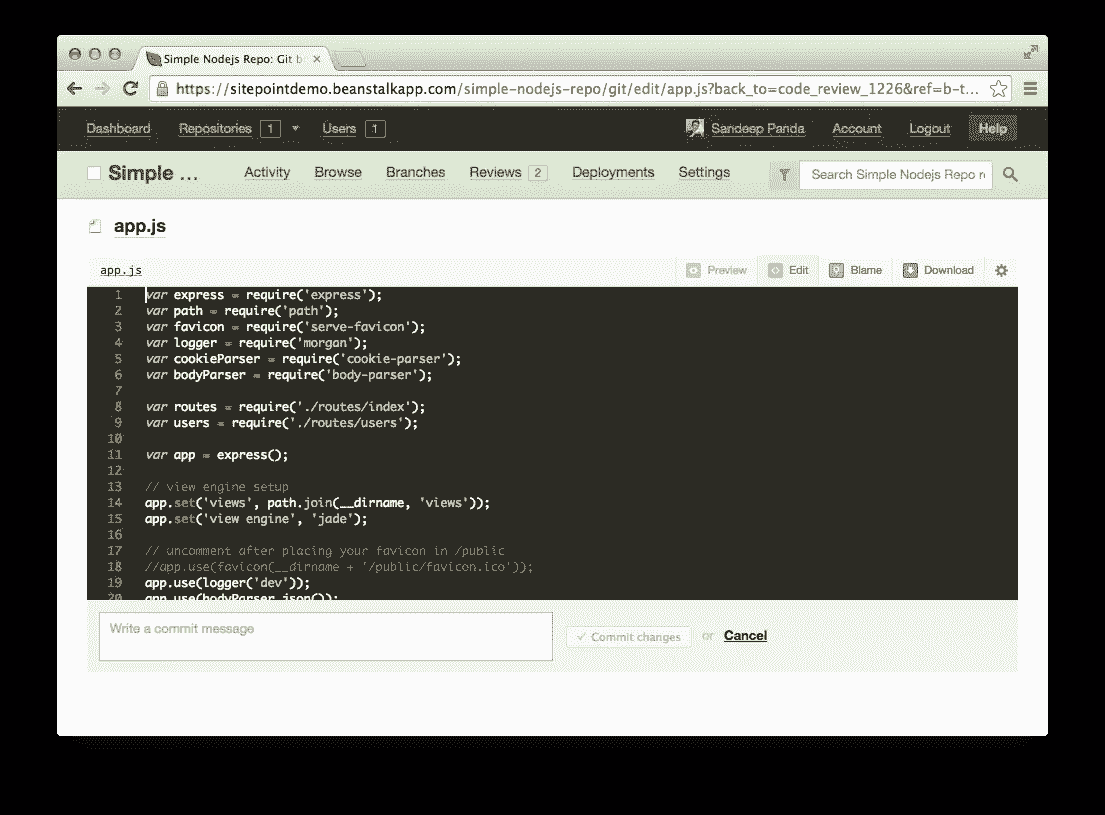 Simple Nodejs Repo: Git b
https://sitepointdemo.beanstalkapp.com/simple-nodejs-repo/git/edit/app.js?back_to=code_review_1226&ref=b-t...
Dashboard Repositories 1 Users 1 Sandeep Panda Account Logout Help
Simple ... Activity Browse Branches Reviews 2 Deployments Settings Search Simple Nodejs Repo r
app.js
app.js Preview Edit Blame Download
1 var express = require('express');
2 var path = require('path');
3 var favicon = require('serve-favicon');
4 var logger = require('morgan');
5 var cookieParser = require('cookie-parser');
6 var bodyParser = require('body-parser');
7
8 var routes = require('./routes/index');
9 var users = require('./routes/users');
10
11 var app = express();
12
13 // view engine setup
14 app.set('views', path.join(__dirname, 'views'));
15 app.set('view engine', 'jade');
16
17 // uncomment after placing your favicon in /public
18 //app.use(favicon(__dirname + '/public/favicon.ico'));
19 app.use(logger('dev'));
20 app.use(bodyParser.json());
Write a commit message Commit changes or Cancel